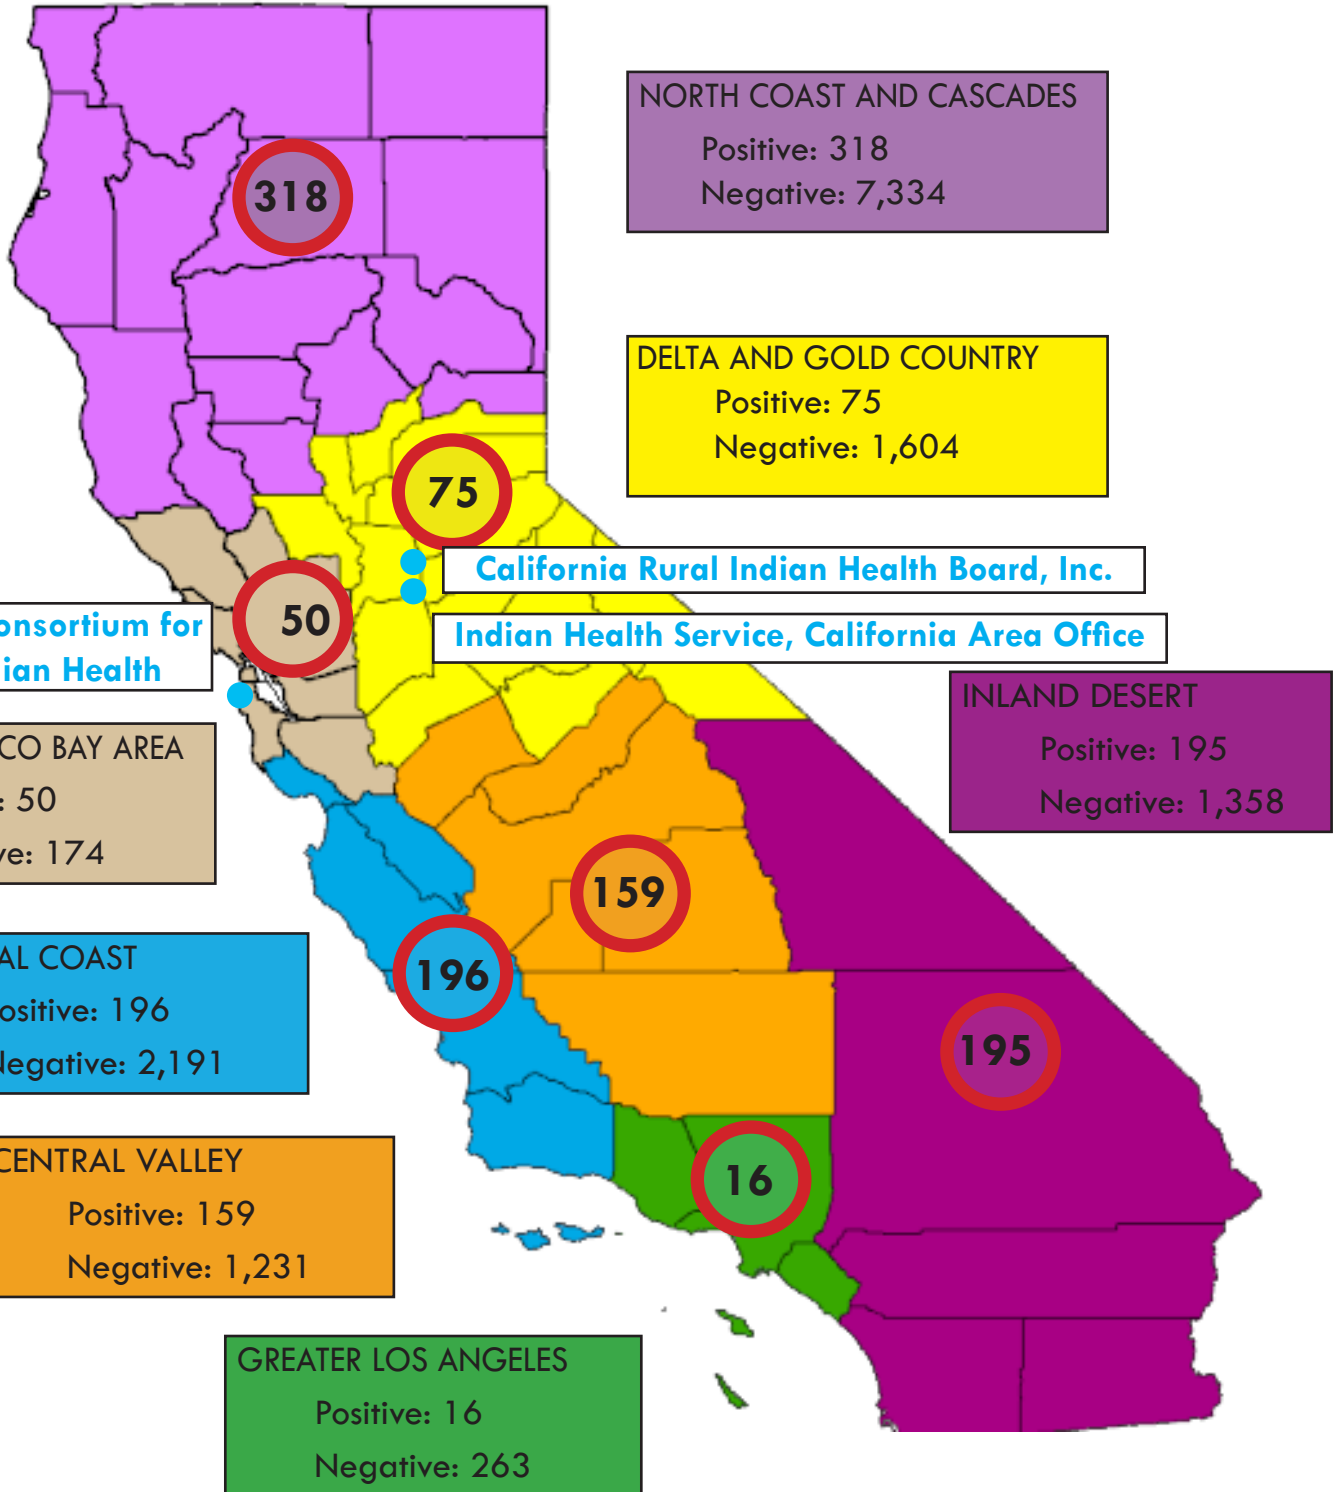 NORTH COAST AND CASCADES
Positive: 318
Negative: 7,334
318
DELTA AND GOLD COUNTRY
Positive: 75
Negative: 1,604
75
California Rural Indian Health Board, Inc.
50
onsortium for
ian Health
Indian Health Service, California Area Office
INLAND DESERT
Positive: 195
Negative: 1,358
CO BAY AREA
: 50
ve: 174
159
AL COAST
ositive: 196
Negative: 2,191
196
195
CENTRAL VALLEY
Positive: 159
Negative: 1,231
16
GREATER LOS ANGELES
Positive: 16
Negative: 263